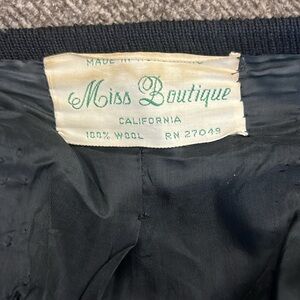 MADE IN
Miss Boutique
CALIFORNIA
100% WOOL RN 27049